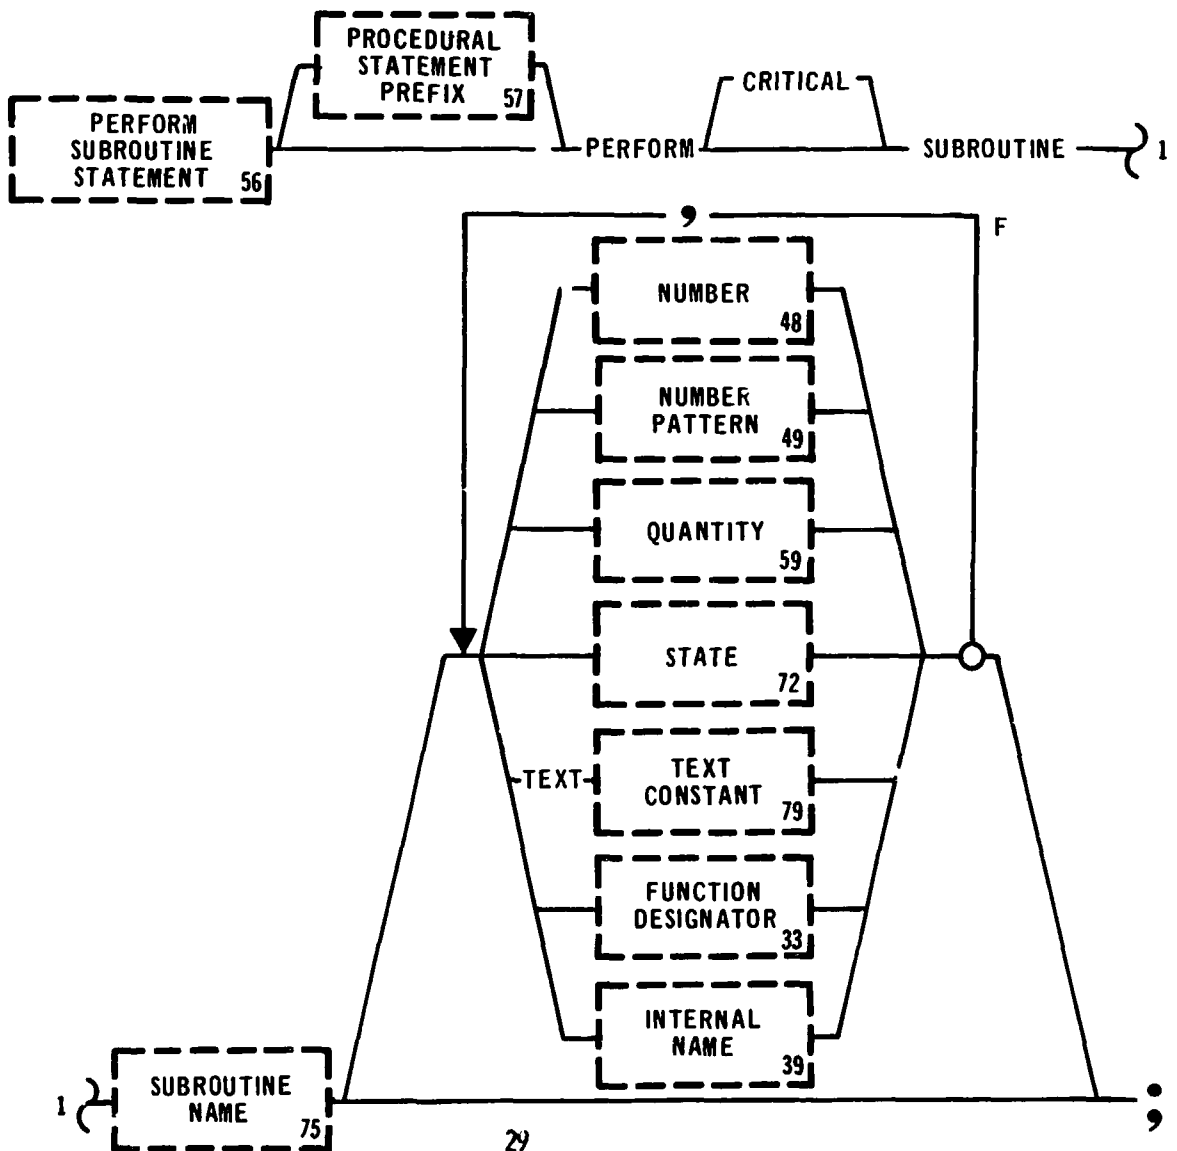 PROCEDURAL
STATEMENT
PREFIX 57
CRITICAL
PERFORM
SUBROUTINE
STATEMENT 56
PERFORM
SUBROUTINE
1
,
F
NUMBER
48
NUMBER
PATTERN
49
QUANTITY
59
STATE
72
TEXT
TEXT
CONSTANT
79
FUNCTION
DESIGNATOR
33
INTERNAL
NAME
39
1
SUBROUTINE
NAME
75
;
29